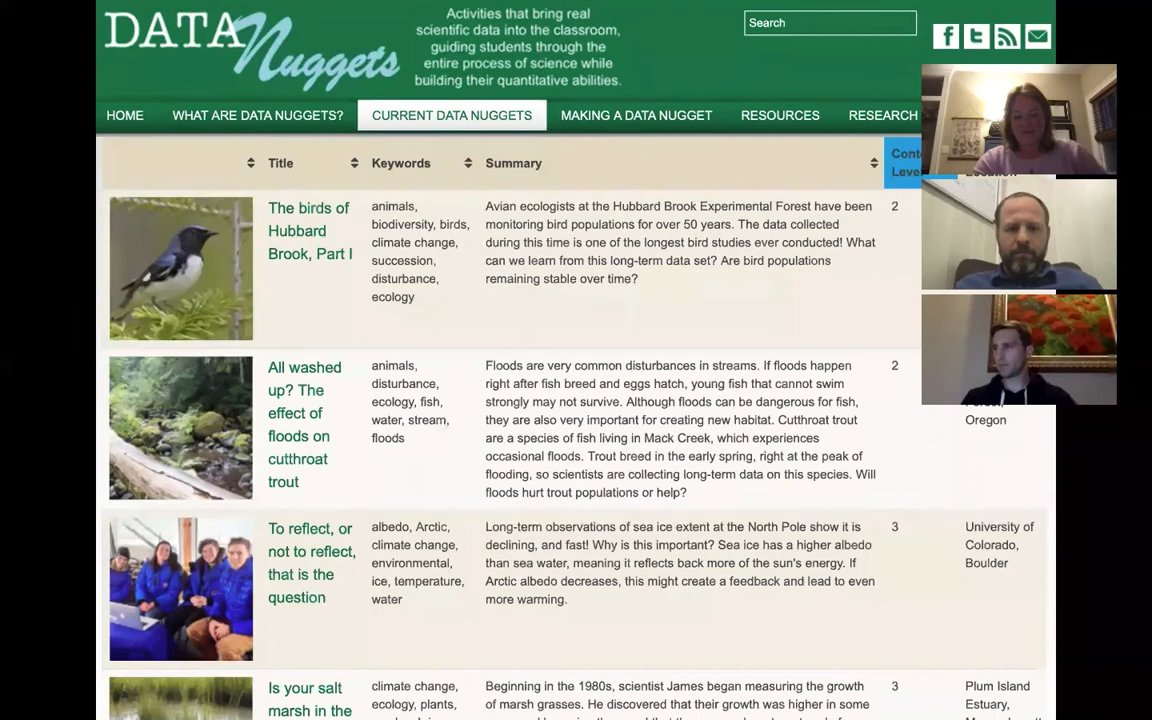 DATA Nuggets
Activities that bring real
scientific data into the classroom,
guiding students through the
entire process of science while
building their quantitative abilities.
Search
HOME WHAT ARE DATA NUGGETS? CURRENT DATA NUGGETS MAKING A DATA NUGGET RESOURCES RESEARCH
Title Keywords Summary
The birds of
Hubbard
Brook, Part I
animals,
biodiversity, birds,
climate change,
succession,
disturbance,
ecology
Avian ecologists at the Hubbard Brook Experimental Forest have been
monitoring bird populations for over 50 years. The data collected
during this time is one of the longest bird studies ever conducted! What
can we learn from this long-term data set? Are bird populations
remaining stable over time?
2
All washed
up? The
effect of
floods on
cutthroat
trout
animals,
disturbance,
ecology, fish,
water, stream,
floods
Floods are very common disturbances in streams. If floods happen
right after fish breed and eggs hatch, young fish that cannot swim
strongly may not survive. Although floods can be dangerous for fish,
they are also very important for creating new habitat. Cutthroat trout
are a species of fish living in Mack Creek, which experiences
occasional floods. Trout breed in the early spring, right at the peak of
flooding, so scientists are collecting long-term data on this species. Will
floods hurt trout populations or help?
2
Oregon
To reflect, or
not to reflect,
that is the
question
albedo, Arctic,
climate change,
environmental,
ice, temperature,
water
Long-term observations of sea ice extent at the North Pole show it is
declining, and fast! Why is this important? Sea ice has a higher albedo
than sea water, meaning it reflects back more of the sun's energy. If
Arctic albedo decreases, this might create a feedback and lead to even
more warming.
3
University of
Colorado,
Boulder
Is your salt
marsh in the
climate change,
ecology, plants,
Beginning in the 1980s, scientist James began measuring the growth
of marsh grasses. He discovered that their growth was higher in some
3
Plum Island
Estuary,